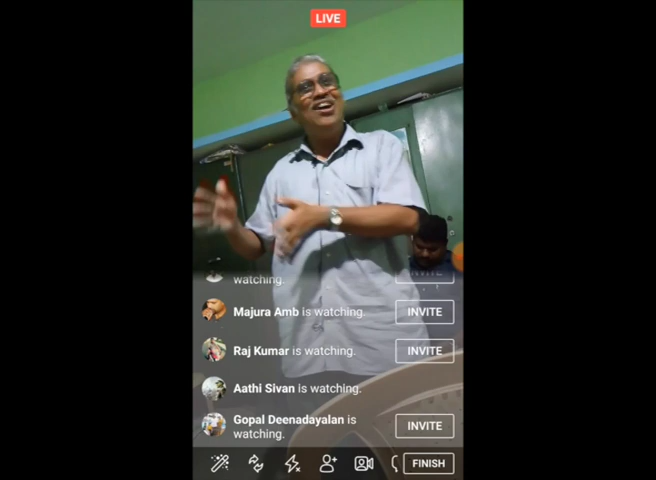 LIVE
watching.
INVITE
Majura Amb is watching.
INVITE
Raj Kumar is watching.
INVITE
Aathi Sivan is watching.
Gopal Deenadayalan is
watching.
INVITE
FINISH